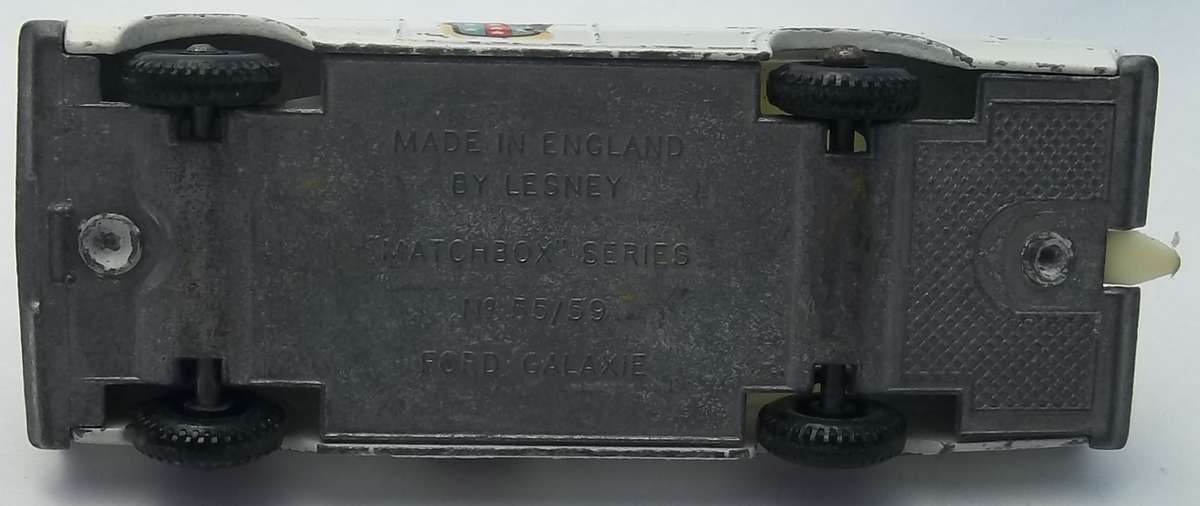 MADE IN ENGLAND
BY LESNEY
"MATCHBOX" SERIES
Nº 55/59
FORD GALAXIE